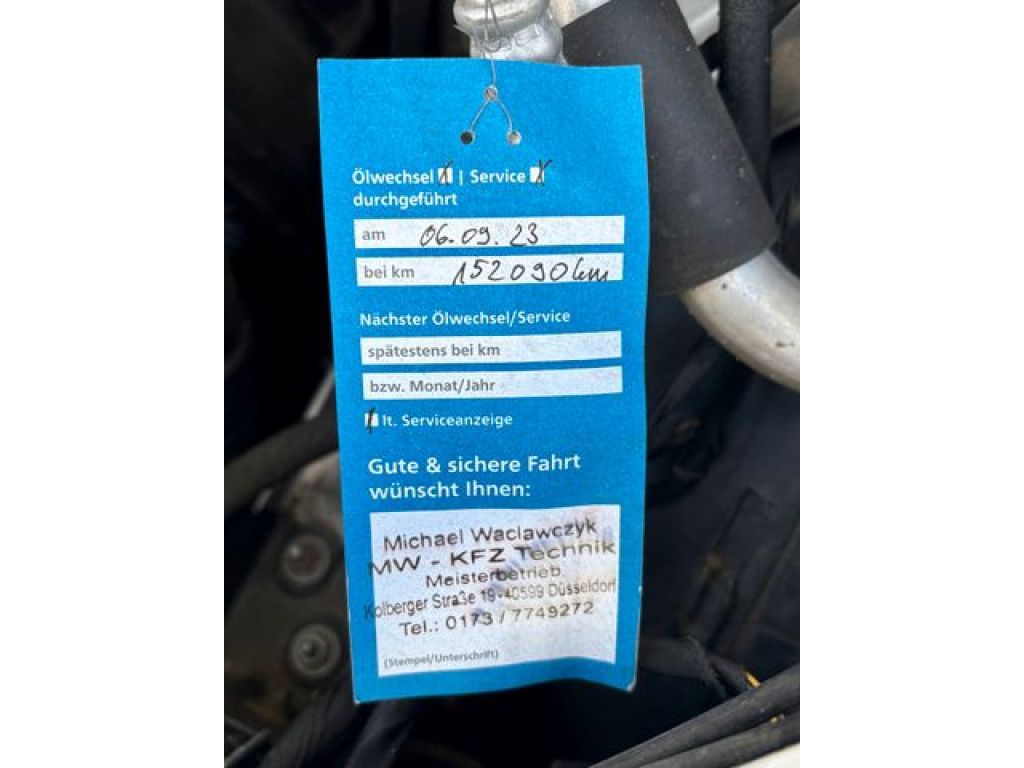 Ölwechsel | Service
durchgeführt
am 06.09.23
bei km 152090km
Nächster Ölwechsel/Service
spätestens bei km
bzw. Monat/Jahr
lt. Serviceanzeige
Gute & sichere Fahrt
wünscht Ihnen:
Michael Waclawczyk
MW - KFZ Technik
Meisterbetrieb
Kolberger Straße 19-40599 Düsseldorf
Tel.: 0173 / 7749272
(Stempel/Unterschrift)